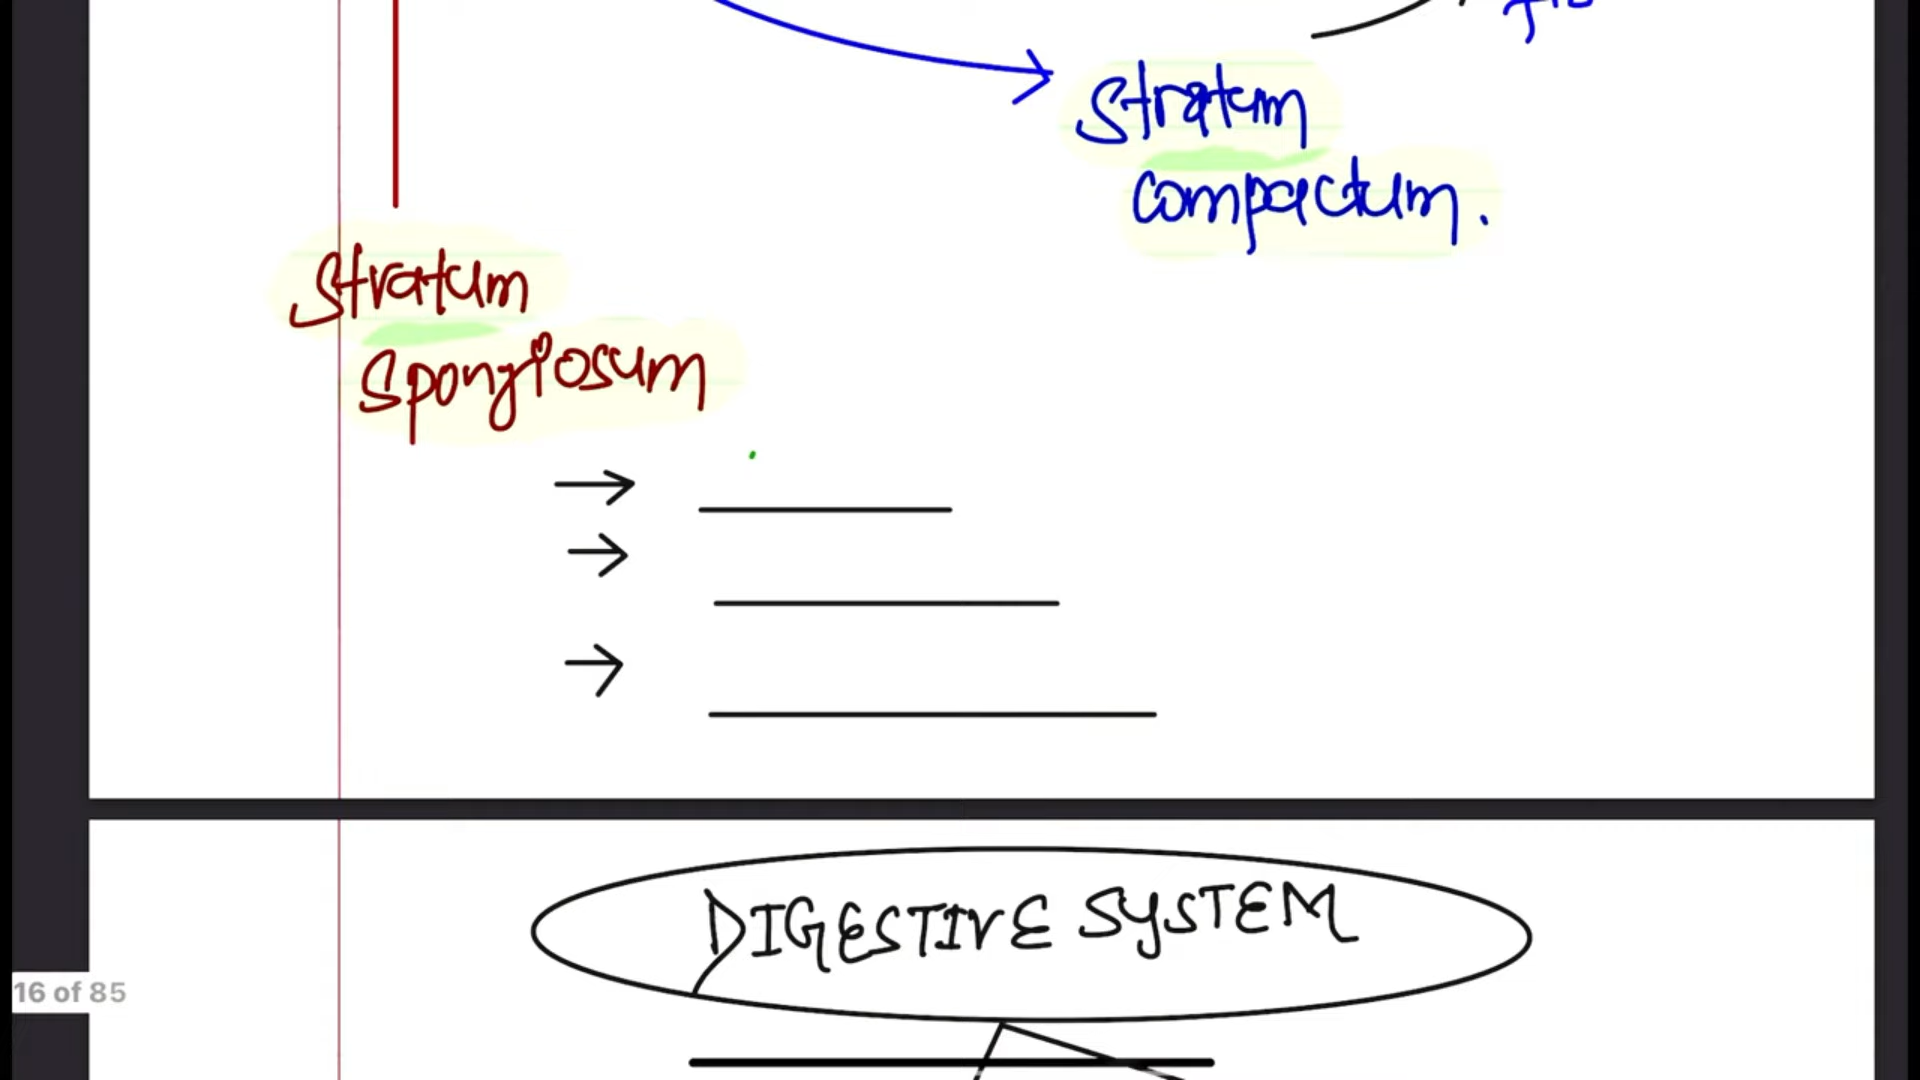 Stratum
compactum.
Stratum
Spongiosum
DIGESTIVE SYSTEM
16 of 85